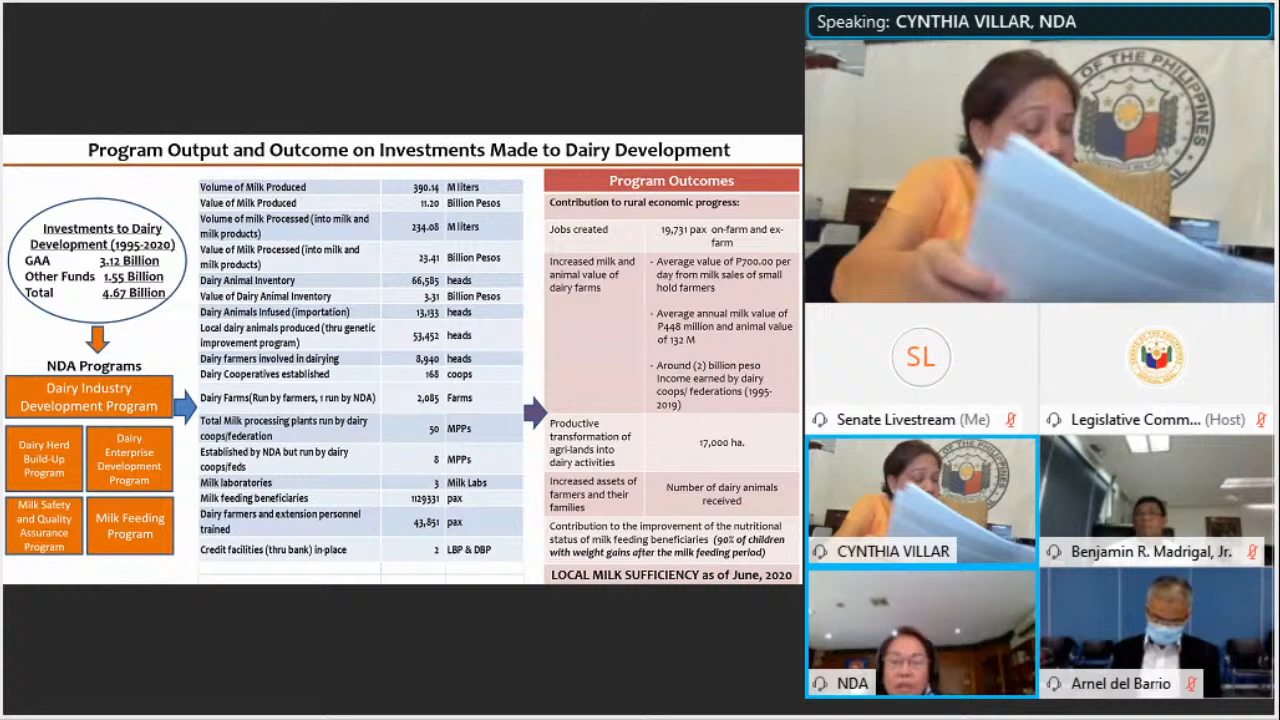 Program Output and Outcome on Investments Made to Dairy Development
Investments to Dairy
Development (1995-2020)
GAA 3.12 Billion
Other Funds 1.55 Billion
Total 4.67 Billion
NDA Programs
Dairy Industry
Development Program
Dairy Herd
Build-Up
Program
Dairy
Enterprise
Development
Program
Milk Safety
and Quality
Assurance
Program
Milk Feeding
Program
Volume of Milk Produced 390.14 M liters
Value of Milk Produced 11.20 Billion Pesos
Volume of milk Processed (into milk and
milk products) 234.08 M liters
Value of Milk Processed (into milk and
milk products) 23.41 Billion Pesos
Dairy Animal Inventory 66,585 heads
Value of Dairy Animal Inventory 3.31 Billion Pesos
Dairy Animals Infused (importation) 13,133 heads
Local dairy animals produced (thru genetic
improvement program) 53,452 heads
Dairy farmers involved in dairying 8,940 heads
Dairy Cooperatives established 168 coops
Dairy Farms(Run by farmers, 1 run by NDA) 2,085 Farms
Total Milk processing plants run by dairy
coops/federation 50 MPPs
Established by NDA but run by dairy
coops/feds 8 MPPs
Milk laboratories 3 Milk Labs
Milk feeding beneficiaries 1129331 pax
Dairy farmers and extension personnel
trained 43,851 pax
Credit facilities (thru bank) in-place 2 LBP & DBP
Program Outcomes
Contribution to rural economic progress:
Jobs created 19,731 pax on-farm and ex-
farm
Increased milk and
animal value of
dairy farms
- Average value of P700.00 per
day from milk sales of small
hold farmers
- Average annual milk value of
P448 million and animal value
of 132 M
- Around (2) billion peso
Income earned by dairy
coops/ federations (1995-
2019)
Productive
transformation of
agri-lands into
dairy activities
17,000 ha.
Increased assets of
farmers and their
families
Number of dairy animals
received
Contribution to the improvement of the nutritional
status of milk feeding beneficiaries (90% of children
with weight gains after the milk feeding period)
LOCAL MILK SUFFICIENCY as of June, 2020
Speaking: CYNTHIA VILLAR, NDA
OF THE PHILIPPINES
SL
Senate Livestream (Me)
Legislative Comm... (Host)
CYNTHIA VILLAR
Benjamin R. Madrigal, Jr.
NDA
Arnel del Barrio